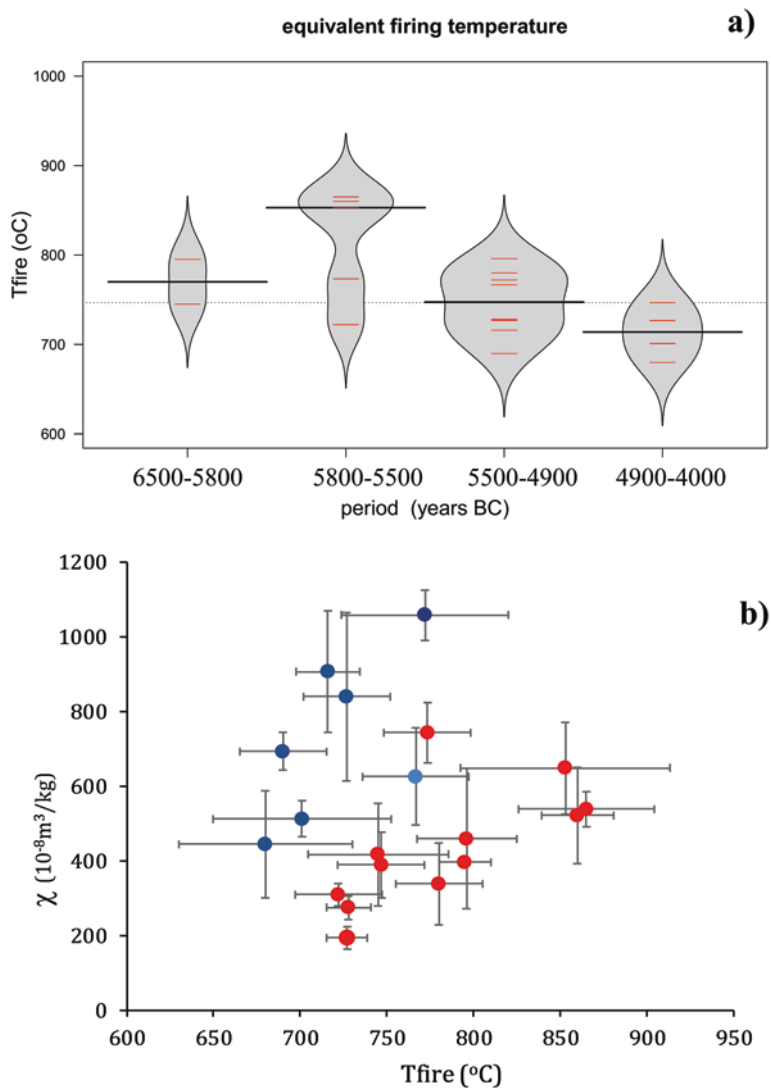 equivalent firing temperature
a)
1000
900
800
700
600
Tfire (oC)
6500-5800 5800-5500 5500-4900 4900-4000
period (years BC)
b)
1200
1000
800
600
400
200
0
χ (10⁻⁸m³/kg)
600 650 700 750 800 850 900 950
Tfire (°C)